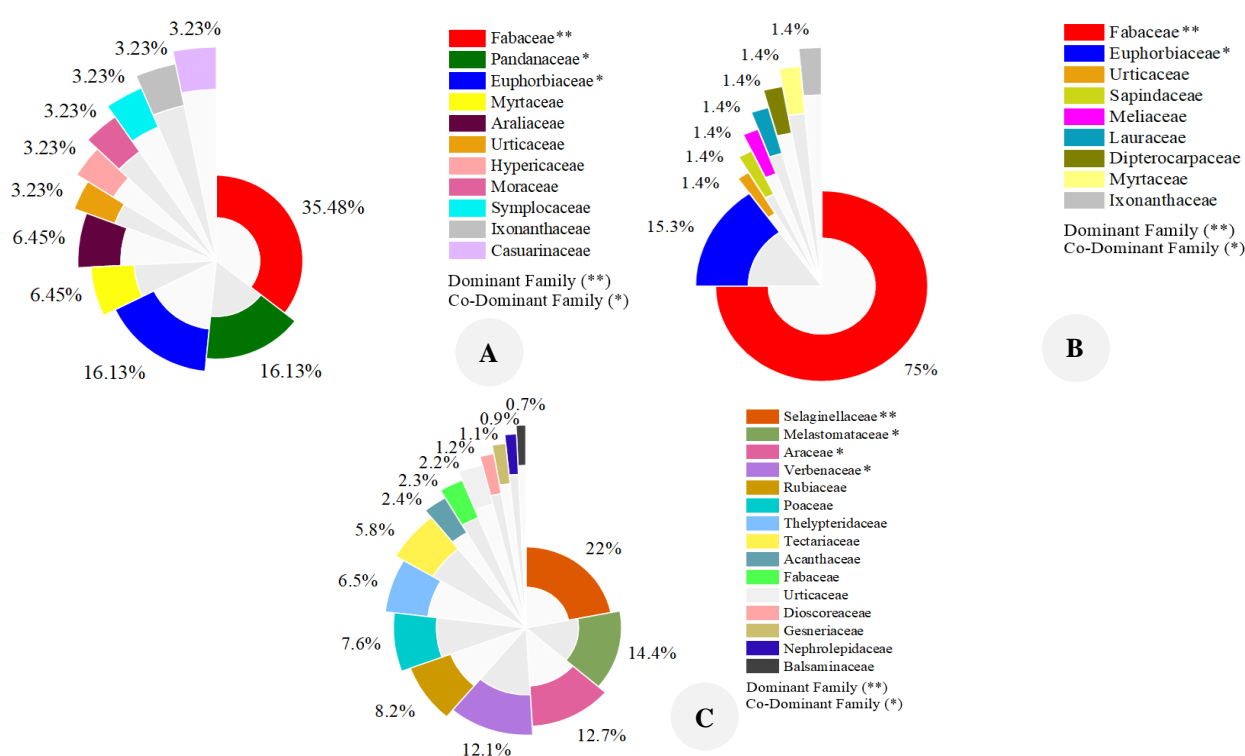 3.23%
3.23%
3.23%
3.23%
3.23%
3.23%
6.45%
6.45%
16.13%
16.13%
35.48%
Fabaceae**
Pandanaceae*
Euphorbiaceae*
Myrtaceae
Araliaceae
Urticaceae
Hypericaceae
Moraceae
Symplocaceae
Ixonanthaceae
Casuarinaceae
Dominant Family (**)
Co-Dominant Family (*)
A
1.4%
1.4%
1.4%
1.4%
1.4%
1.4%
1.4%
15.3%
75%
Fabaceae**
Euphorbiaceae*
Urticaceae
Sapindaceae
Meliaceae
Lauraceae
Dipterocarpaceae
Myrtaceae
Ixonanthaceae
Dominant Family (**)
Co-Dominant Family (*)
B
0.7%
0.9%
1.1%
1.2%
2.2%
2.3%
2.4%
5.8%
6.5%
7.6%
8.2%
12.1%
12.7%
14.4%
22%
Selaginellaceae**
Melastomataceae*
Araceae*
Verbenaceae*
Rubiaceae
Poaceae
Thelypteridaceae
Tectariaceae
Acanthaceae
Fabaceae
Urticaceae
Dioscoreaceae
Gesneriaceae
Nephrolepidaceae
Balsaminaceae
Dominant Family (**)
Co-Dominant Family (*)
C